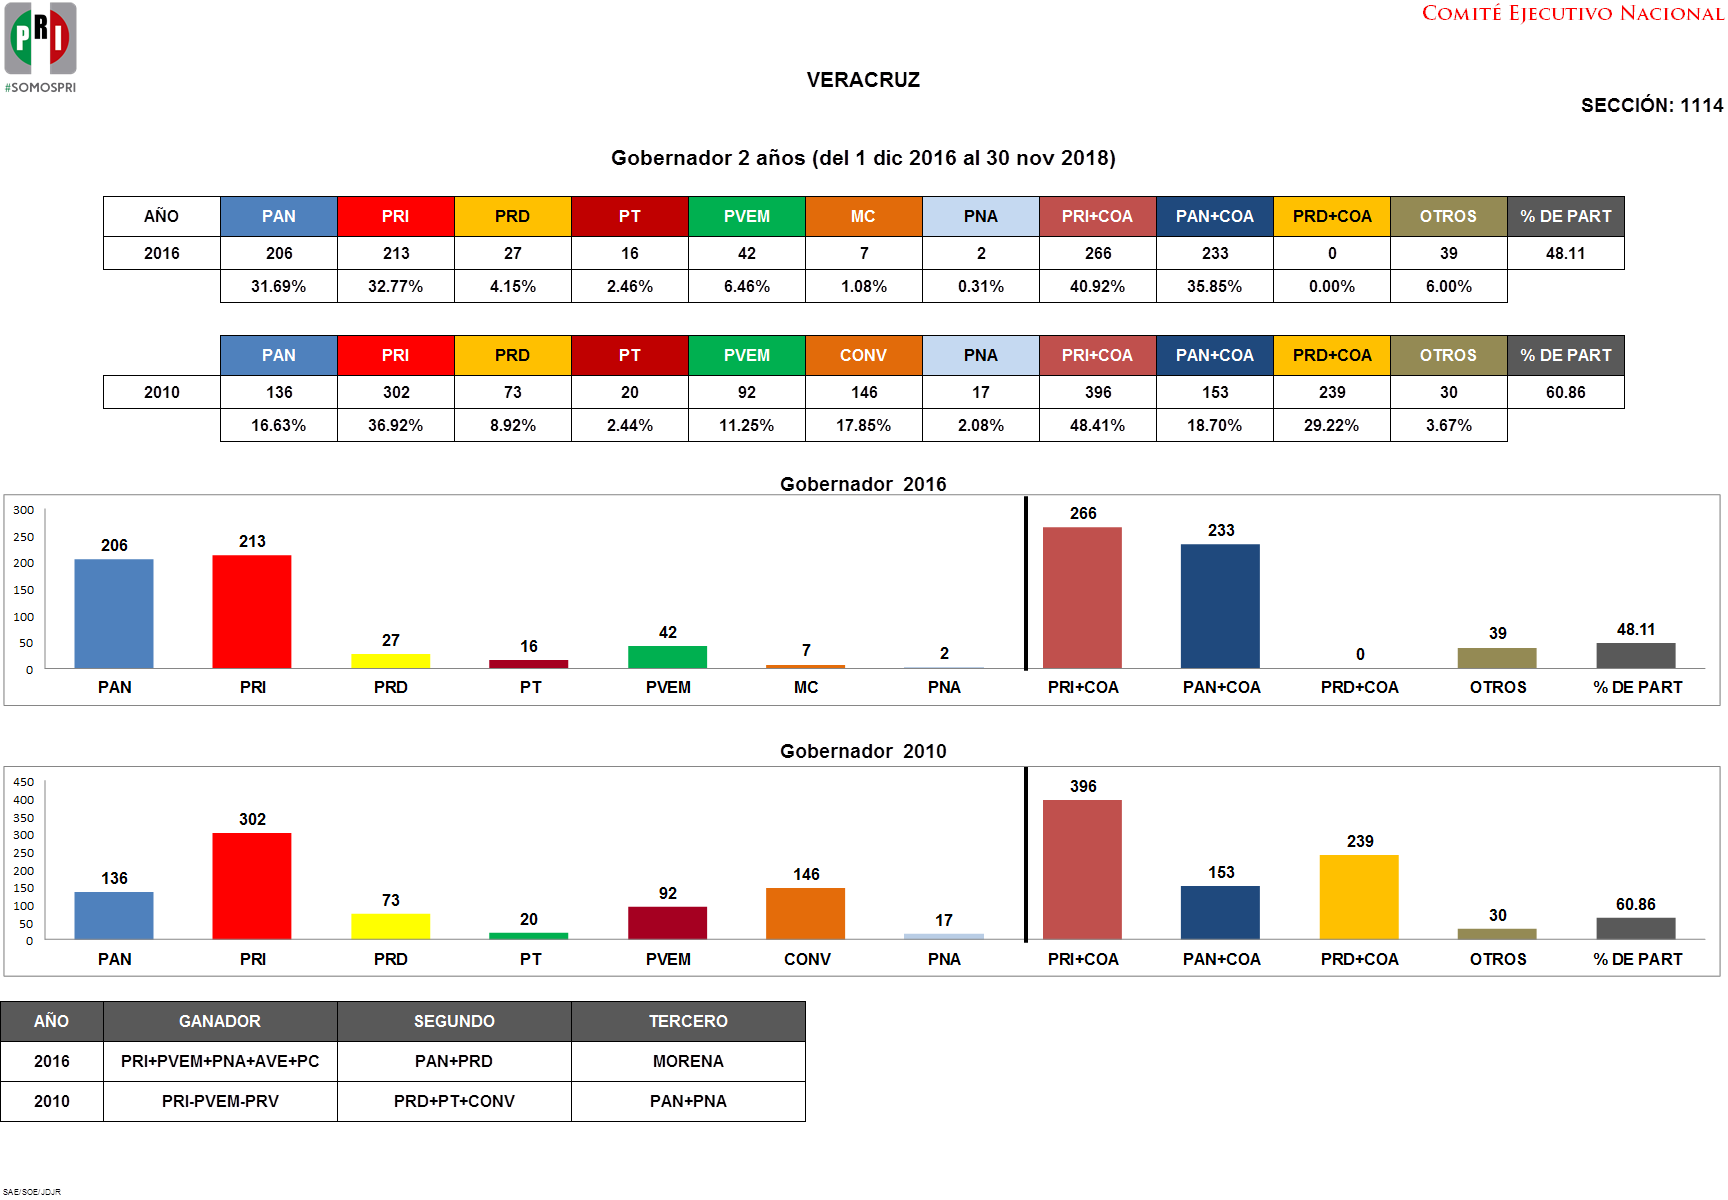 PRI
#SOMOSPRI
COMITÉ EJECUTIVO NACIONAL
VERACRUZ
SECCIÓN: 1114
Gobernador 2 años (del 1 dic 2016 al 30 nov 2018)
AÑO PAN PRI PRD PT PVEM MC PNA PRI+COA PAN+COA PRD+COA OTROS % DE PART
2016 206 213 27 16 42 7 2 266 233 0 39 48.11
31.69% 32.77% 4.15% 2.46% 6.46% 1.08% 0.31% 40.92% 35.85% 0.00% 6.00%
PAN PRI PRD PT PVEM CONV PNA PRI+COA PAN+COA PRD+COA OTROS % DE PART
2010 136 302 73 20 92 146 17 396 153 239 30 60.86
16.63% 36.92% 8.92% 2.44% 11.25% 17.85% 2.08% 48.41% 18.70% 29.22% 3.67%
Gobernador 2016
300
250
200
150
100
50
0
206 213 27 16 42 7 2 266 233 0 39 48.11
PAN PRI PRD PT PVEM MC PNA PRI+COA PAN+COA PRD+COA OTROS % DE PART
Gobernador 2010
450
400
350
300
250
200
150
100
50
0
136 302 73 20 92 146 17 396 153 239 30 60.86
PAN PRI PRD PT PVEM CONV PNA PRI+COA PAN+COA PRD+COA OTROS % DE PART
AÑO GANADOR SEGUNDO TERCERO
2016 PRI+PVEM+PNA+AVE+PC PAN+PRD MORENA
2010 PRI-PVEM-PRV PRD+PT+CONV PAN+PNA
SAE/SOE/JDJR